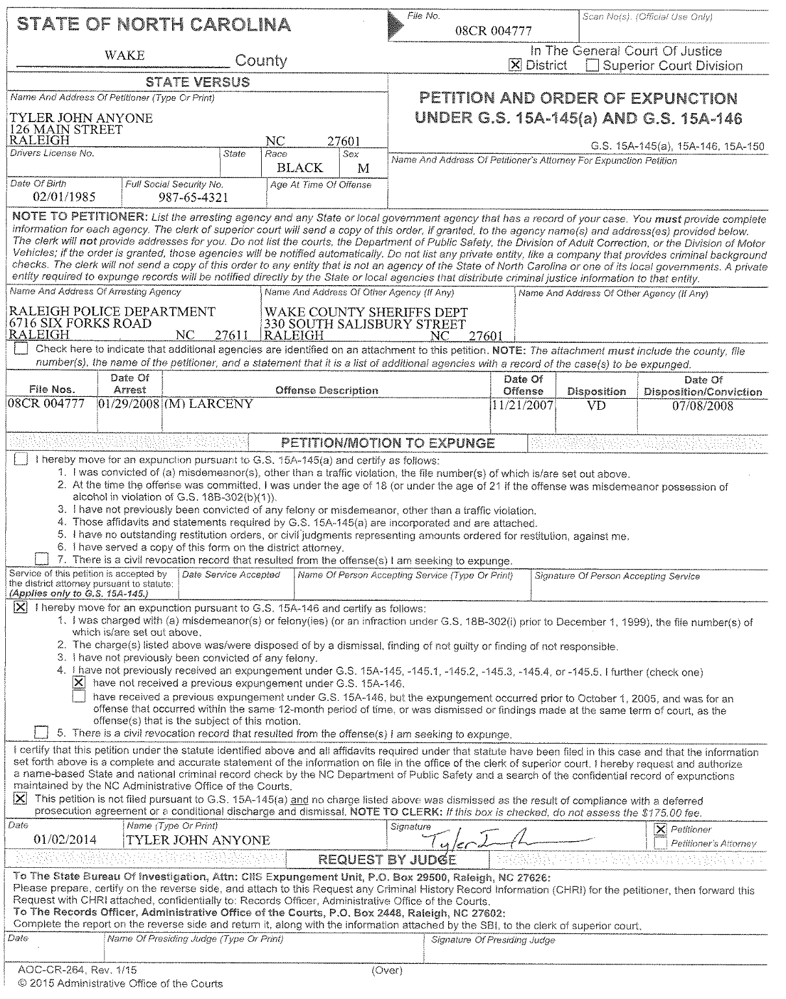 STATE OF NORTH CAROLINA
File No.
08CR 004777
Scan No(s). (Official Use Only)
WAKE County
In The General Court Of Justice
☒ District ☐ Superior Court Division
STATE VERSUS
Name And Address Of Petitioner (Type Or Print)
TYLER JOHN ANYONE
126 MAIN STREET
RALEIGH NC 27601
PETITION AND ORDER OF EXPUNCTION
UNDER G.S. 15A-145(a) AND G.S. 15A-146
G.S. 15A-145(a), 15A-146, 15A-150
Drivers License No. State Race Sex
BLACK M
Name And Address Of Petitioner's Attorney For Expunction Petition
Date Of Birth Full Social Security No. Age At Time Of Offense
02/01/1985 987-65-4321
NOTE TO PETITIONER: List the arresting agency and any State or local government agency that has a record of your case. You must provide complete
information for each agency. The clerk of superior court will send a copy of this order, if granted, to the agency name(s) and address(es) provided below.
The clerk will not provide addresses for you. Do not list the courts, the Department of Public Safety, the Division of Adult Correction, or the Division of Motor
Vehicles; if the order is granted, those agencies will be notified automatically. Do not list any private entity, like a company that provides criminal background
checks. The clerk will not send a copy of this order to any entity that is not an agency of the State of North Carolina or one of its local governments. A private
entity required to expunge records will be notified directly by the State or local agencies that distribute criminal justice information to that entity.
Name And Address Of Arresting Agency Name And Address Of Other Agency (If Any) Name And Address Of Other Agency (If Any)
RALEIGH POLICE DEPARTMENT WAKE COUNTY SHERIFFS DEPT
6716 SIX FORKS ROAD 330 SOUTH SALISBURY STREET
RALEIGH NC 27611 RALEIGH NC 27601
☐ Check here to indicate that additional agencies are identified on an attachment to this petition. NOTE: The attachment must include the county, file
number(s), the name of the petitioner, and a statement that it is a list of additional agencies with a record of the case(s) to be expunged.
File Nos. Date Of Arrest Offense Description Date Of Offense Disposition Date Of Disposition/Conviction
08CR 004777 01/29/2008 (M) LARCENY 11/21/2007 VD 07/08/2008
PETITION/MOTION TO EXPUNGE
☐ I hereby move for an expunction pursuant to G.S. 15A-145(a) and certify as follows:
1. I was convicted of (a) misdemeanor(s), other than a traffic violation, the file number(s) of which is/are set out above.
2. At the time the offense was committed, I was under the age of 18 (or under the age of 21 if the offense was misdemeanor possession of
alcohol in violation of G.S. 18B-302(b)(1)).
3. I have not previously been convicted of any felony or misdemeanor, other than a traffic violation.
4. Those affidavits and statements required by G.S. 15A-145(a) are incorporated and are attached.
5. I have no outstanding restitution orders, or civil judgments representing amounts ordered for restitution, against me.
6. I have served a copy of this form on the district attorney.
☐ 7. There is a civil revocation record that resulted from the offense(s) I am seeking to expunge.
Service of this petition is accepted by
the district attorney pursuant to statute:
(Applies only to G.S. 15A-145.)
Date Service Accepted Name Of Person Accepting Service (Type Or Print) Signature Of Person Accepting Service
☒ I hereby move for an expunction pursuant to G.S. 15A-146 and certify as follows:
1. I was charged with (a) misdemeanor(s) or felony(ies) (or an infraction under G.S. 18B-302(i) prior to December 1, 1999), the file number(s) of
which is/are set out above.
2. The charge(s) listed above was/were disposed of by a dismissal, finding of not guilty or finding of not responsible.
3. I have not previously been convicted of any felony.
4. I have not previously received an expungement under G.S. 15A-145, -145.1, -145.2, -145.3, -145.4, or -145.5. I further (check one)
☒ have not received a previous expungement under G.S. 15A-146.
☐ have received a previous expungement under G.S. 15A-146, but the expungement occurred prior to October 1, 2005, and was for an
offense that occurred within the same 12-month period of time, or was dismissed or findings made at the same term of court, as the
offense(s) that is the subject of this motion.
☐ 5. There is a civil revocation record that resulted from the offense(s) I am seeking to expunge.
I certify that this petition under the statute identified above and all affidavits required under that statute have been filed in this case and that the information
set forth above is a complete and accurate statement of the information on file in the office of the clerk of superior court. I hereby request and authorize
a name-based State and national criminal record check by the NC Department of Public Safety and a search of the confidential record of expunctions
maintained by the NC Administrative Office of the Courts.
☒ This petition is not filed pursuant to G.S. 15A-145(a) and no charge listed above was dismissed as the result of compliance with a deferred
prosecution agreement or a conditional discharge and dismissal. NOTE TO CLERK: If this box is checked, do not assess the $175.00 fee.
Date Name (Type Or Print) Signature ☒ Petitioner
01/02/2014 TYLER JOHN ANYONE Tyler ☐ Petitioner's Attorney
REQUEST BY JUDGE
To The State Bureau Of Investigation, Attn: CIIS Expungement Unit, P.O. Box 29500, Raleigh, NC 27626:
Please prepare, certify on the reverse side, and attach to this Request any Criminal History Record Information (CHRI) for the petitioner, then forward this
Request with CHRI attached, confidentially to: Records Officer, Administrative Office of the Courts.
To The Records Officer, Administrative Office of the Courts, P.O. Box 2448, Raleigh, NC 27602:
Complete the report on the reverse side and return it, along with the information attached by the SBI, to the clerk of superior court.
Date Name Of Presiding Judge (Type Or Print) Signature Of Presiding Judge
AOC-CR-264, Rev. 1/15 (Over)
© 2015 Administrative Office of the Courts